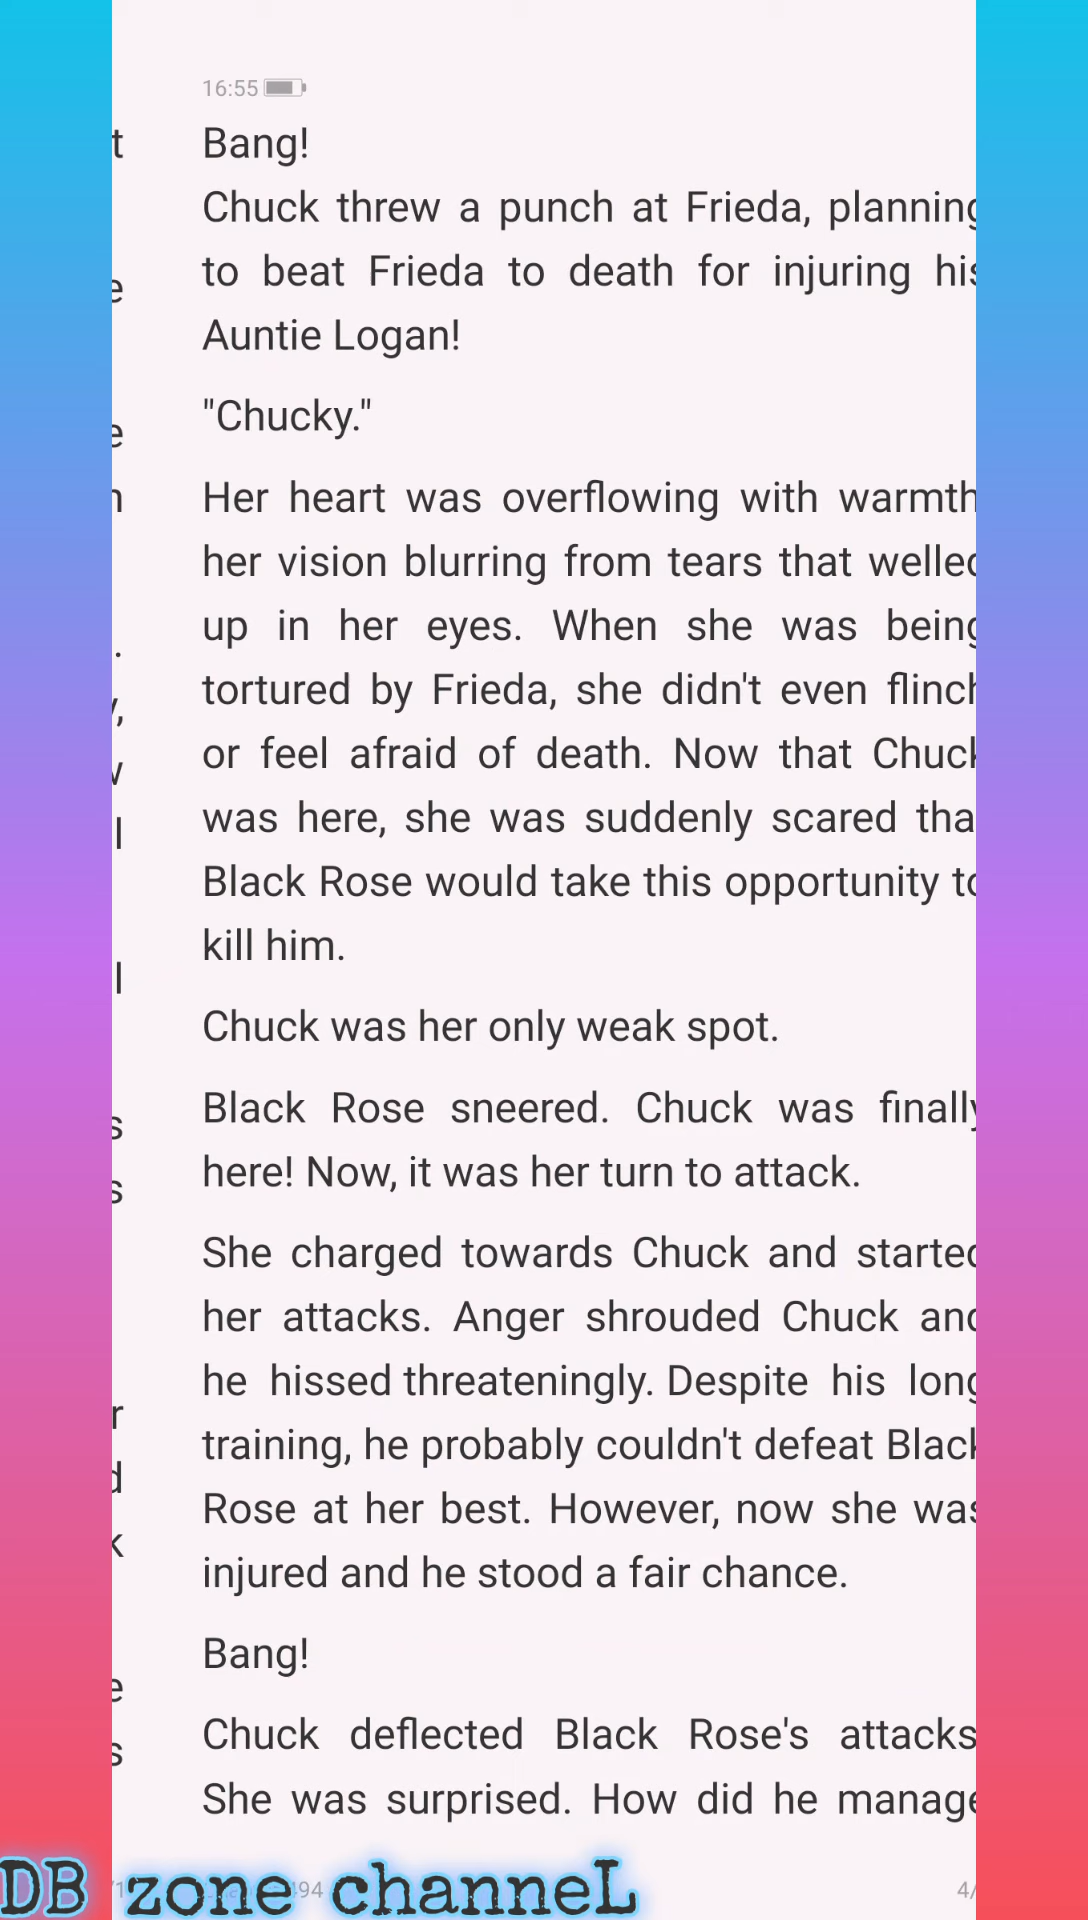 16:55
Bang!
Chuck threw a punch at Frieda, planning
to beat Frieda to death for injuring his
Auntie Logan!
"Chucky."
Her heart was overflowing with warmth
her vision blurring from tears that welled
up in her eyes. When she was being
tortured by Frieda, she didn't even flinch
or feel afraid of death. Now that Chuck
was here, she was suddenly scared tha
Black Rose would take this opportunity to
kill him.
Chuck was her only weak spot.
Black Rose sneered. Chuck was finally
here! Now, it was her turn to attack.
She charged towards Chuck and started
her attacks. Anger shrouded Chuck and
he hissed threateningly. Despite his long
training, he probably couldn't defeat Black
Rose at her best. However, now she was
injured and he stood a fair chance.
Bang!
Chuck deflected Black Rose's attacks
She was surprised. How did he manage
DB zone channeL
494
4/